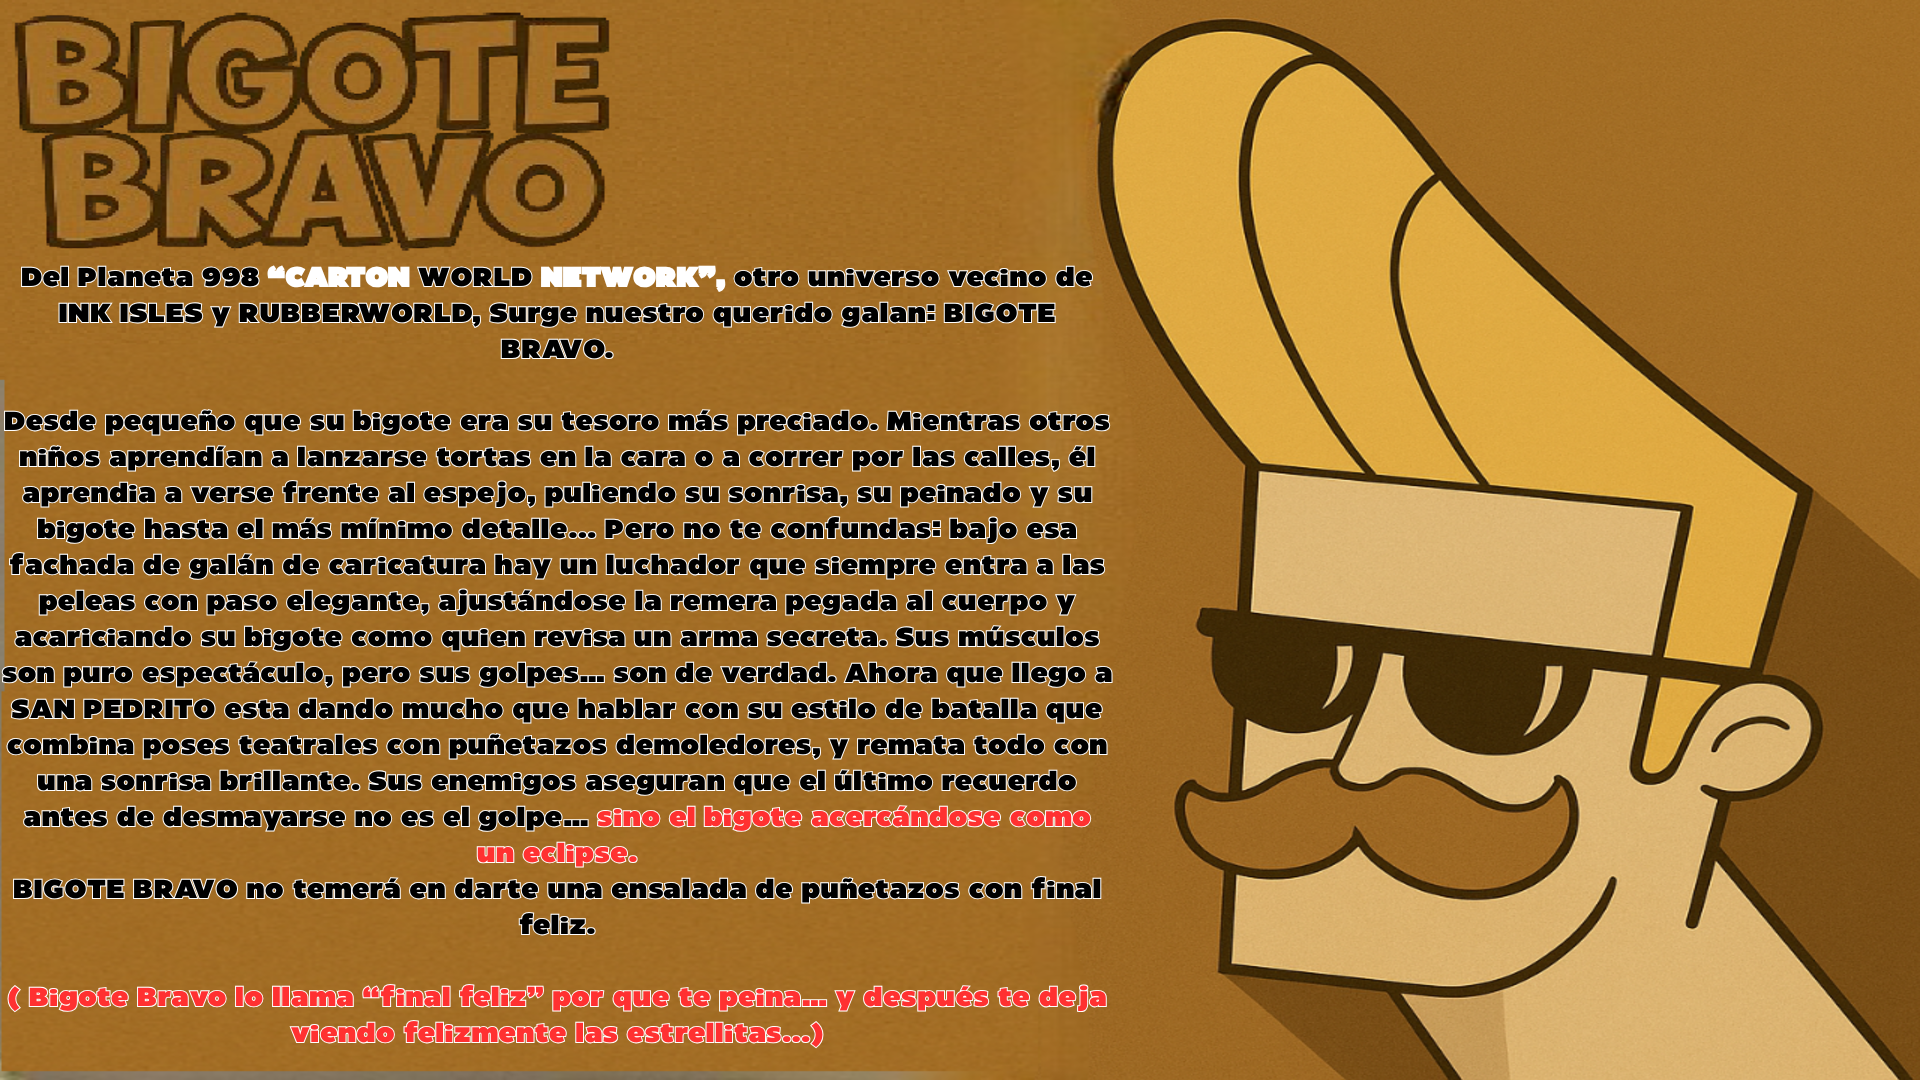 BIGOTE
BRAVO
Del Planeta 998 “CARTON WORLD NETWORK”, otro universo vecino de
INK ISLES y RUBBERWORLD, Surge nuestro querido galan: BIGOTE
BRAVO.
Desde pequeño que su bigote era su tesoro más preciado. Mientras otros
niños aprendían a lanzarse tortas en la cara o a correr por las calles, él
aprendia a verse frente al espejo, puliendo su sonrisa, su peinado y su
bigote hasta el más mínimo detalle... Pero no te confundas: bajo esa
fachada de galán de caricatura hay un luchador que siempre entra a las
peleas con paso elegante, ajustándose la remera pegada al cuerpo y
acariciando su bigote como quien revisa un arma secreta. Sus músculos
son puro espectáculo, pero sus golpes... son de verdad. Ahora que llego a
SAN PEDRITO esta dando mucho que hablar con su estilo de batalla que
combina poses teatrales con puñetazos demoledores, y remata todo con
una sonrisa brillante. Sus enemigos aseguran que el último recuerdo
antes de desmayarse no es el golpe... sino el bigote acercándose como
un eclipse.
BIGOTE BRAVO no temerá en darte una ensalada de puñetazos con final
feliz.
( Bigote Bravo lo llama “final feliz” por que te peina... y después te deja
viendo felizmente las estrellitas...)